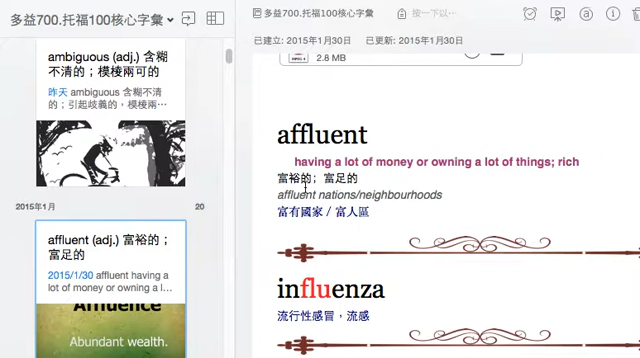 多益700.托福100核心字彙
ambiguous (adj.) 含糊
不清的；模棱兩可的
昨天 ambiguous 含糊不清
的；引起歧義的，模棱兩…
2015年1月
20
affluent (adj.) 富裕的；
富足的
2015/1/30 affluent having a
lot of money or owning a l...
Affluence
Abundant wealth.
多益700.托福100核心字彙
按一下以⋯
已建立: 2015年1月30日
已更新: 2015年1月30日
2.8 MB
affluent
having a lot of money or owning a lot of things; rich
富裕的；富足的
affluent nations/neighbourhoods
富有國家 / 富人區
influenza
流行性感冒，流感